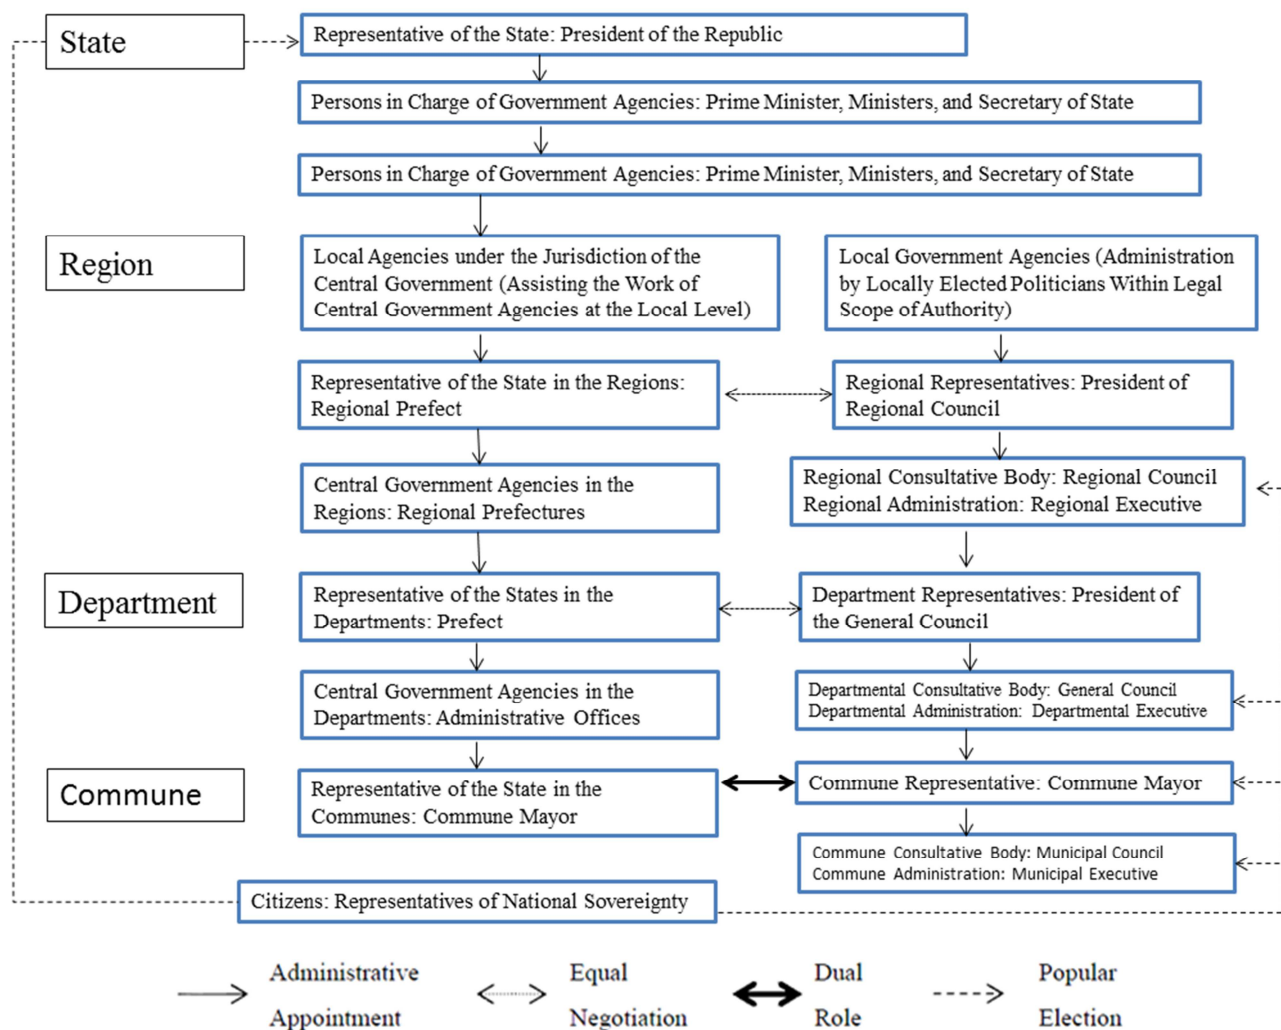 State
Representative of the State: President of the Republic
Persons in Charge of Government Agencies: Prime Minister, Ministers, and Secretary of State
Persons in Charge of Government Agencies: Prime Minister, Ministers, and Secretary of State
Region
Local Agencies under the Jurisdiction of the
Central Government (Assisting the Work of
Central Government Agencies at the Local Level)
Local Government Agencies (Administration
by Locally Elected Politicians Within Legal
Scope of Authority)
Representative of the State in the Regions:
Regional Prefect
Regional Representatives: President of
Regional Council
Central Government Agencies in the
Regions: Regional Prefectures
Regional Consultative Body: Regional Council
Regional Administration: Regional Executive
Department
Representative of the States in the
Departments: Prefect
Department Representatives: President of
the General Council
Central Government Agencies in the
Departments: Administrative Offices
Departmental Consultative Body: General Council
Departmental Administration: Departmental Executive
Commune
Representative of the State in the
Communes: Commune Mayor
Commune Representative: Commune Mayor
Commune Consultative Body: Municipal Council
Commune Administration: Municipal Executive
Citizens: Representatives of National Sovereignty
Administrative
Appointment
Equal
Negotiation
Dual
Role
Popular
Election